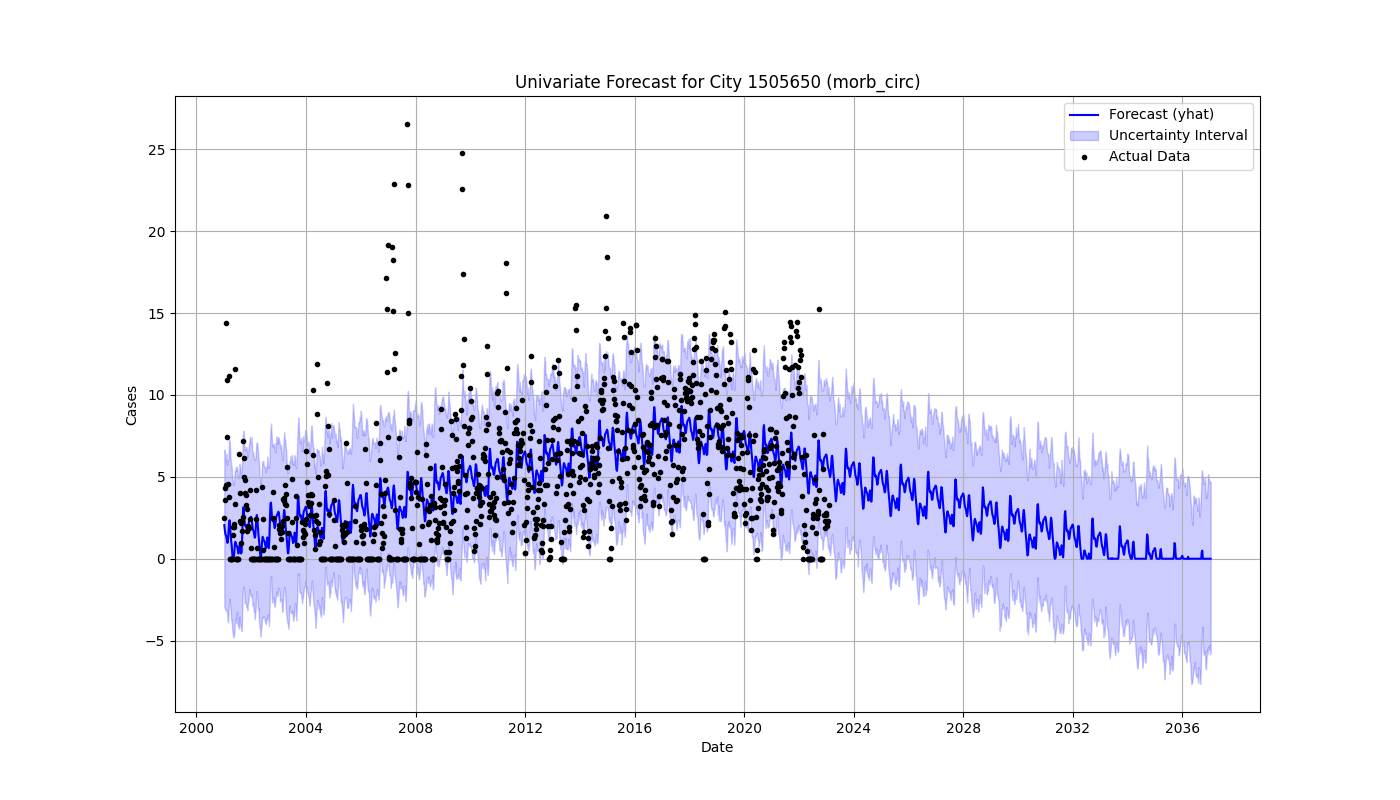 Univariate Forecast for City 1505650 (morb_circ)
Forecast (yhat)
Uncertainty Interval
Actual Data
25
20
15
10
5
0
−5
Cases
2000 2004 2008 2012 2016 2020 2024 2028 2032 2036
Date